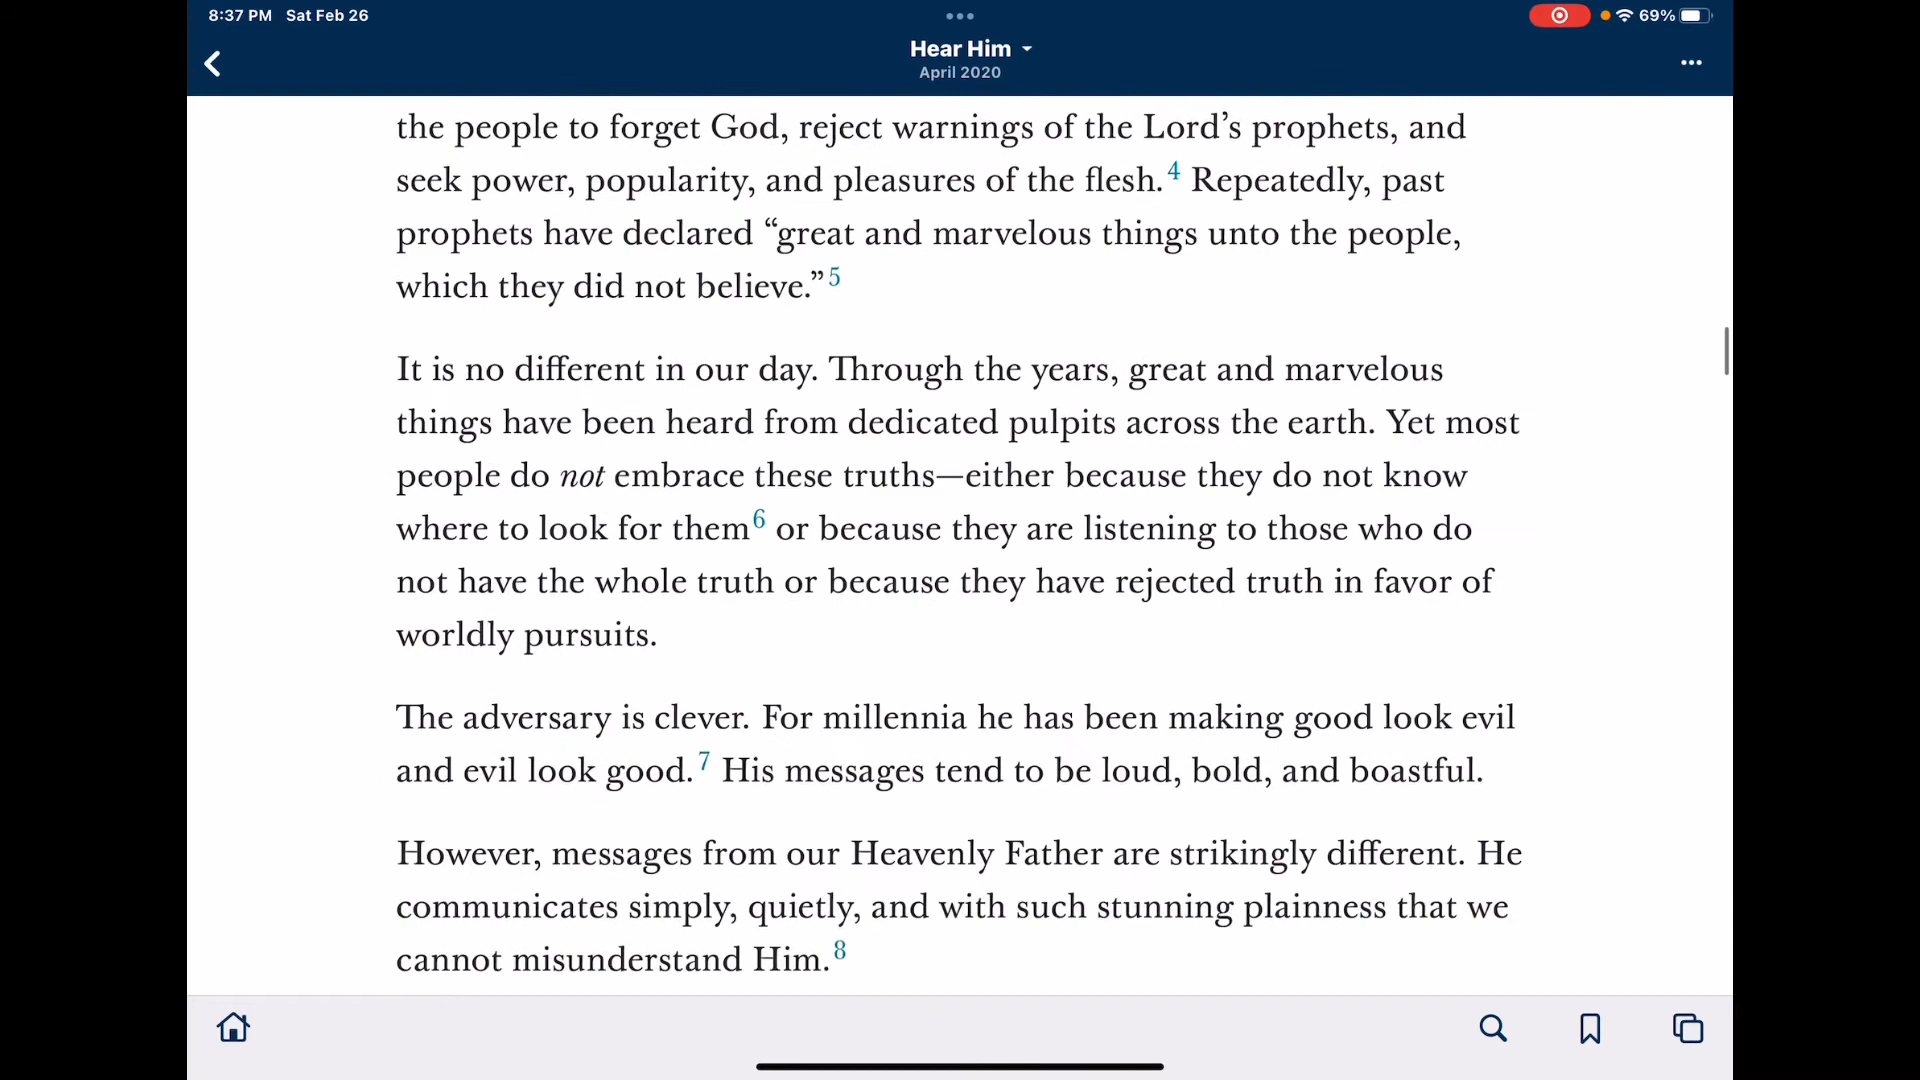 8:37 PM Sat Feb 26
69%
Hear Him
April 2020
the people to forget God, reject warnings of the Lord’s prophets, and
seek power, popularity, and pleasures of the flesh.4 Repeatedly, past
prophets have declared “great and marvelous things unto the people,
which they did not believe.”5
It is no different in our day. Through the years, great and marvelous
things have been heard from dedicated pulpits across the earth. Yet most
people do not embrace these truths—either because they do not know
where to look for them6 or because they are listening to those who do
not have the whole truth or because they have rejected truth in favor of
worldly pursuits.
The adversary is clever. For millennia he has been making good look evil
and evil look good.7 His messages tend to be loud, bold, and boastful.
However, messages from our Heavenly Father are strikingly different. He
communicates simply, quietly, and with such stunning plainness that we
cannot misunderstand Him.8